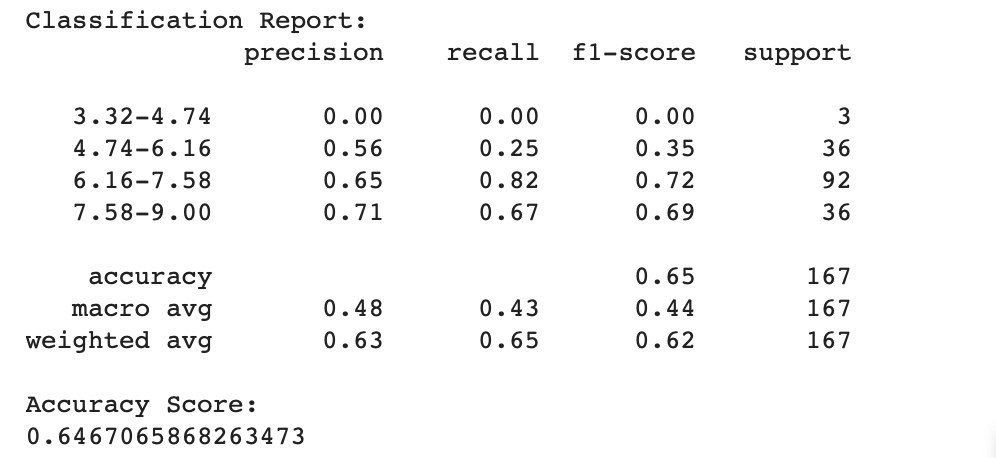 Classification Report:
precision recall f1-score support
3.32-4.74 0.00 0.00 0.00 3
4.74-6.16 0.56 0.25 0.35 36
6.16-7.58 0.65 0.82 0.72 92
7.58-9.00 0.71 0.67 0.69 36
accuracy 0.65 167
macro avg 0.48 0.43 0.44 167
weighted avg 0.63 0.65 0.62 167
Accuracy Score:
0.6467065868263473